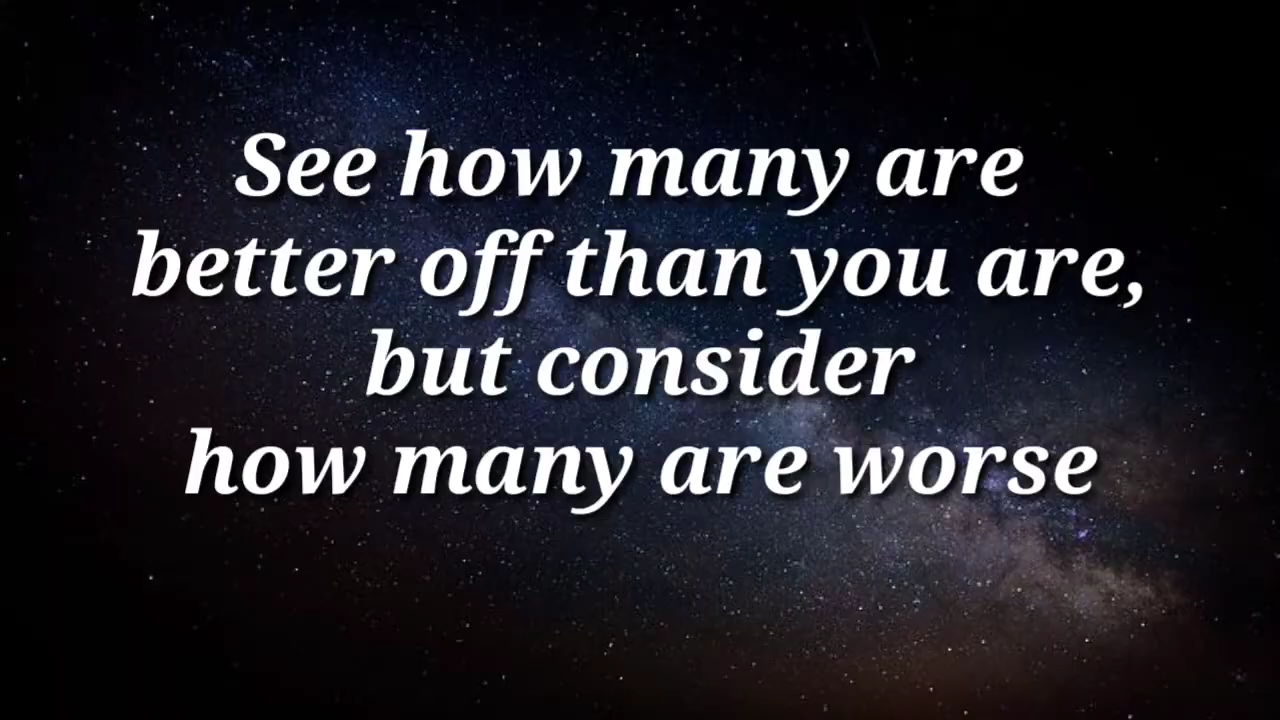 See how many are
better off than you are,
but consider
how many are worse